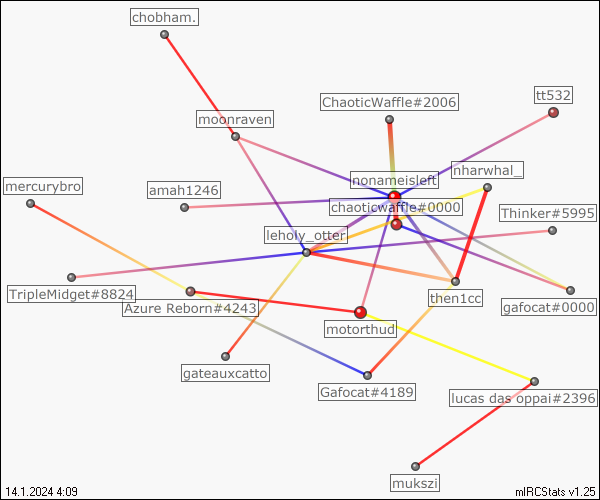 chobham.
tt532
ChaoticWaffle#2006
moonraven
nharwhal_
nonameisleft
mercurybro
amah1246
chaoticwaffle#0000
Thinker#5995
leholy_otter
TripleMidget#8824
then1cc
gafocat#0000
Azure Reborn#4243
motorthud
gateauxcatto
Gafocat#4189
lucas das oppai#2396
mukszi
14.1.2024 4:09
mIRCStats v1.25